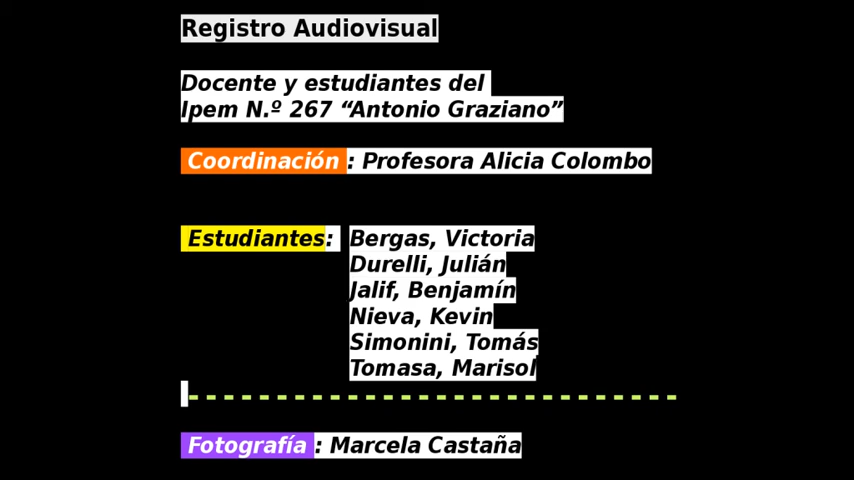 Registro Audiovisual
Docente y estudiantes del
Ipem N.º 267 “Antonio Graziano”
Coordinación : Profesora Alicia Colombo
Estudiantes: Bergas, Victoria
Durelli, Julián
Jalif, Benjamín
Nieva, Kevin
Simonini, Tomás
Tomasa, Marisol
Fotografía : Marcela Castaña